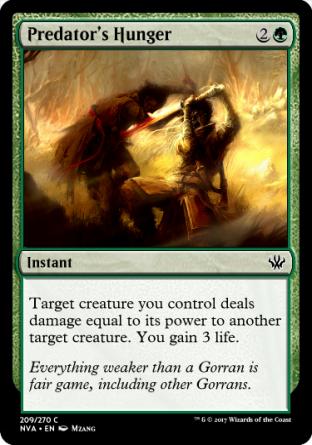 Predator's Hunger 2
Instant
Target creature you control deals
damage equal to its power to another
target creature. You gain 3 life.
Everything weaker than a Gorran is
fair game, including other Gorrans.
209/270 C
NVA • EN Mzang
™ & © 2017 Wizards of the Coast